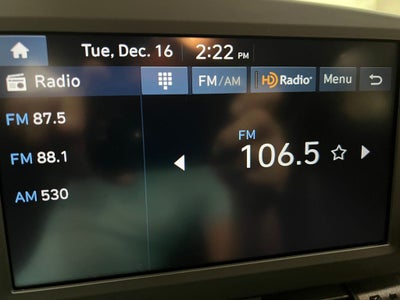 Tue, Dec. 16 2:22 PM
Radio FM/AM HD Radio Menu
FM 87.5
FM
FM 88.1 106.5
AM 530